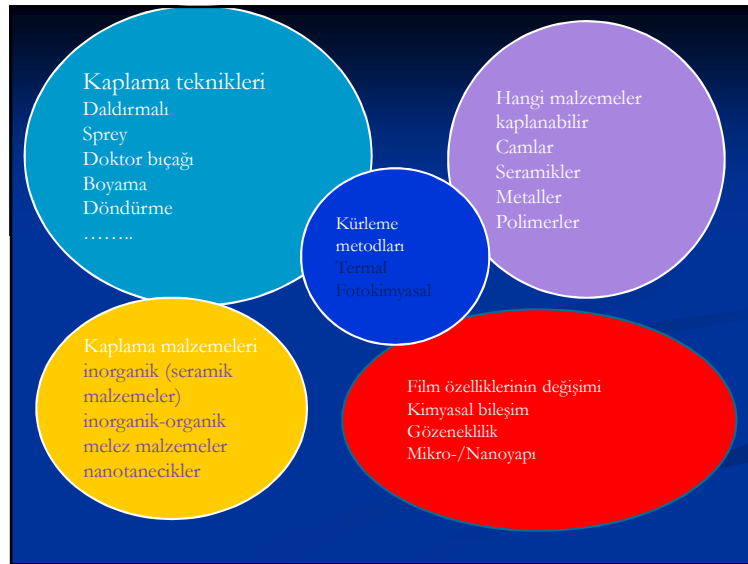 Kaplama teknikleri
Daldırmalı
Sprey
Doktor bıçağı
Boyama
Döndürme
……..
Hangi malzemeler
kaplanabilir
Camlar
Seramikler
Metaller
Polimerler
Kürleme
metodları
Termal
Fotokimyasal
Kaplama malzemeleri
inorganik (seramik
malzemeler)
inorganik-organik
melez malzemeler
nanotanecikler
Film özelliklerinin değişimi
Kimyasal bileşim
Gözeneklilik
Mikro-/Nanoyapı